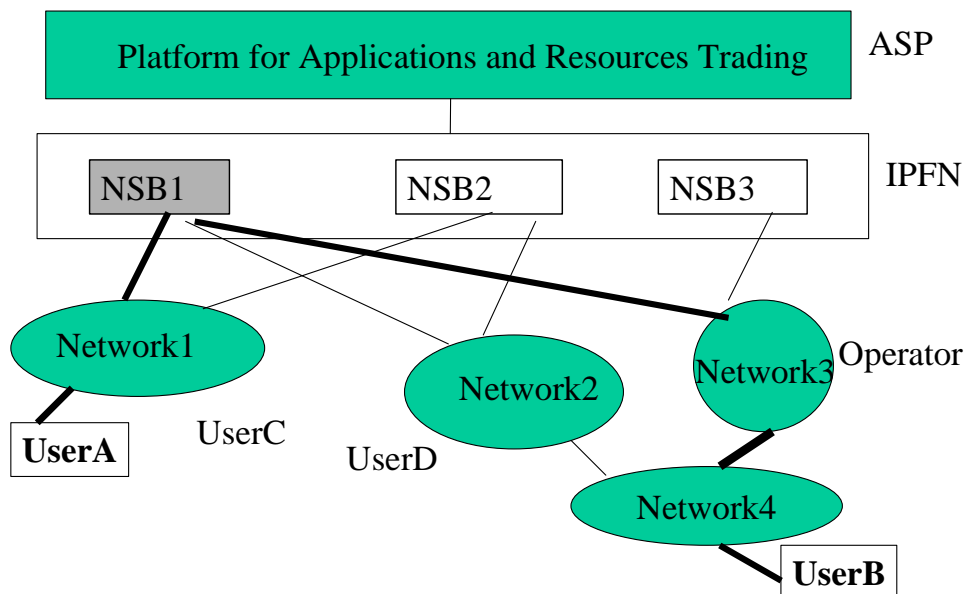 Platform for Applications and Resources Trading
ASP
NSB1
NSB2
NSB3
IPFN
Network1
Network2
Network3
Operator
UserA
UserC
UserD
Network4
UserB